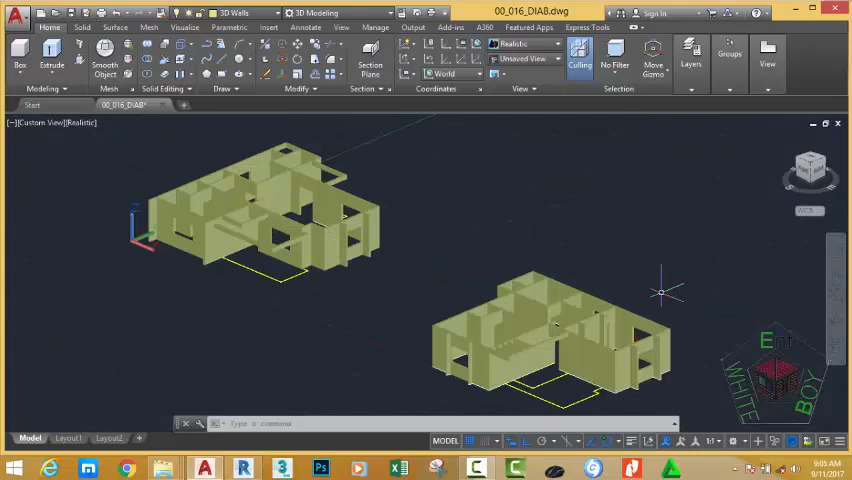 3D Walls
3D Modeling
00_016_DIAB.dwg
Sign In
Home Solid Surface Mesh Visualize Parametric Insert Annotate View Manage Output Add-ins A360 Featured Apps Express Tools
Box
Extrude
Smooth
Object
Section
Plane
Realistic
Unsaved View
World
Culling
No Filter
Move
Gizmo
Layers
Groups
View
Modeling Mesh Solid Editing Draw Modify Section Coordinates Selection
Start 00_016_DIAB*
[−][Custom View][Realistic]
WCS
Z
Ent
WHITE
BOY
Type a command
Model Layout1 Layout2
MODEL 1:1
9:05 AM
9/11/2017